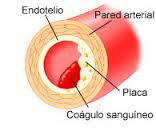 Endotelio
Pared arterial
Placa
Coágulo sanguíneo